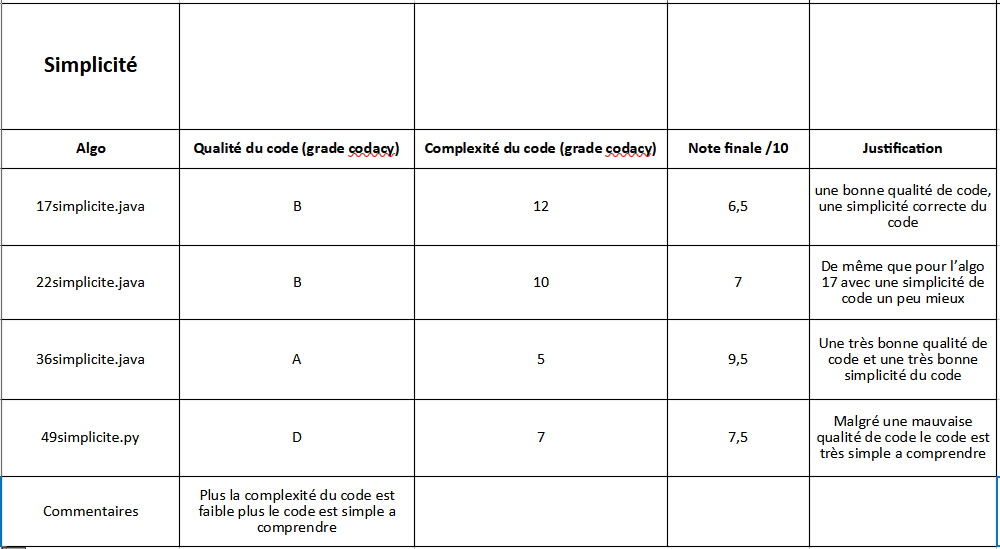 Simplicité
Algo
Qualité du code (grade codacy)
Complexité du code (grade codacy)
Note finale /10
Justification
17simplicite.java
B
12
6,5
une bonne qualité de code,
une simplicité correcte du
code
22simplicite.java
B
10
7
De même que pour l’algo
17 avec une simplicité de
code un peu mieux
36simplicite.java
A
5
9,5
Une très bonne qualité de
code et une très bonne
simplicité du code
49simplicite.py
D
7
7,5
Malgré une mauvaise
qualité de code le code est
très simple a comprendre
Commentaires
Plus la complexité du code est
faible plus le code est simple a
comprendre